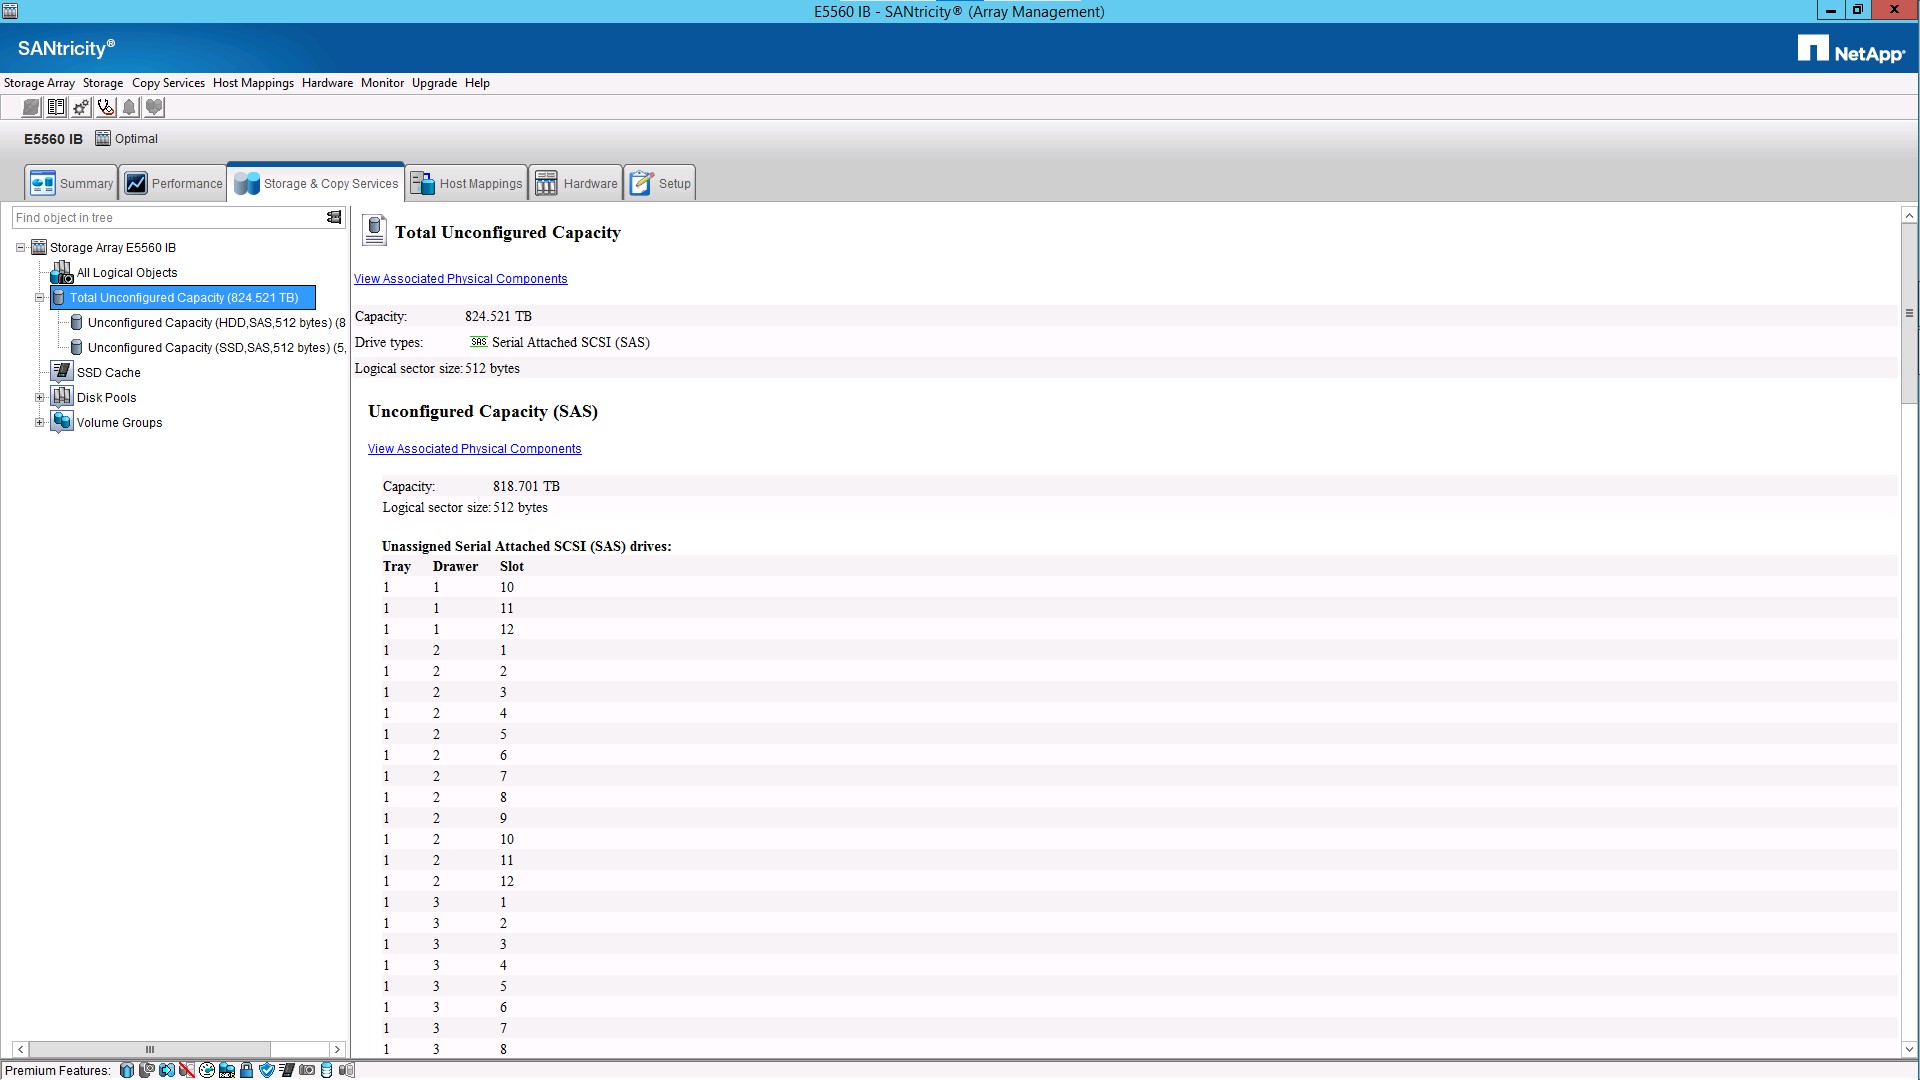 E5560 IB - SANtricity® (Array Management)
SANtricity®
NetApp®
Storage Array Storage Copy Services Host Mappings Hardware Monitor Upgrade Help
E5560 IB Optimal
Summary Performance Storage & Copy Services Host Mappings Hardware Setup
Find object in tree
Storage Array E5560 IB
All Logical Objects
Total Unconfigured Capacity (824.521 TB)
Unconfigured Capacity (HDD,SAS,512 bytes) (8
Unconfigured Capacity (SSD,SAS,512 bytes) (5,
SSD Cache
Disk Pools
Volume Groups
Total Unconfigured Capacity
View Associated Physical Components
Capacity: 824.521 TB
Drive types: SAS Serial Attached SCSI (SAS)
Logical sector size: 512 bytes
Unconfigured Capacity (SAS)
View Associated Physical Components
Capacity: 818.701 TB
Logical sector size: 512 bytes
Unassigned Serial Attached SCSI (SAS) drives:
Tray Drawer Slot
1 1 10
1 1 11
1 1 12
1 2 1
1 2 2
1 2 3
1 2 4
1 2 5
1 2 6
1 2 7
1 2 8
1 2 9
1 2 10
1 2 11
1 2 12
1 3 1
1 3 2
1 3 3
1 3 4
1 3 5
1 3 6
1 3 7
1 3 8
Premium Features: